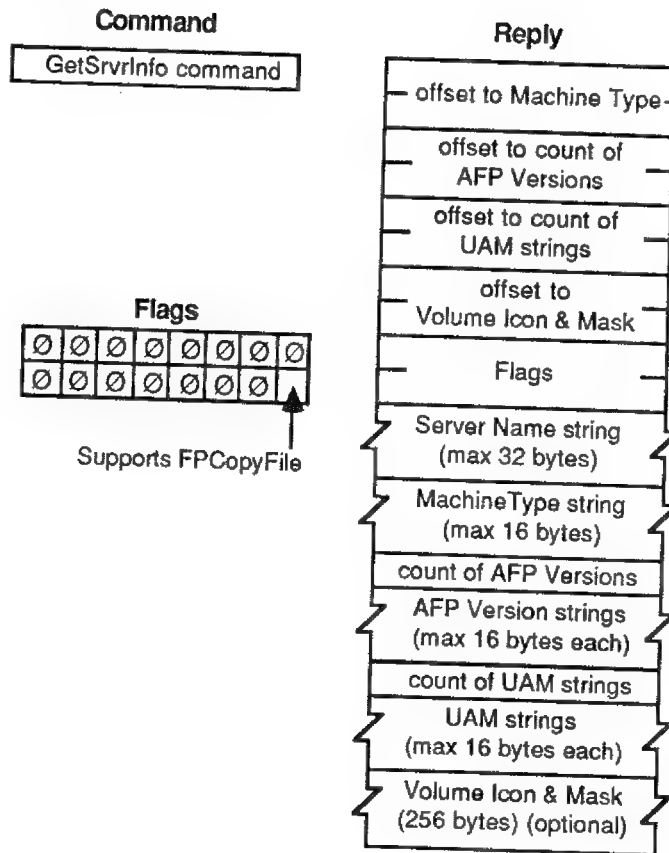 Command
GetSrvrInfo command
Flags
Ø Ø Ø Ø Ø Ø Ø Ø
Ø Ø Ø Ø Ø Ø Ø
Supports FPCopyFile
Reply
offset to Machine Type
offset to count of
AFP Versions
offset to count of
UAM strings
offset to
Volume Icon & Mask
Flags
Server Name string
(max 32 bytes)
MachineType string
(max 16 bytes)
count of AFP Versions
AFP Version strings
(max 16 bytes each)
count of UAM strings
UAM strings
(max 16 bytes each)
Volume Icon & Mask
(256 bytes) (optional)